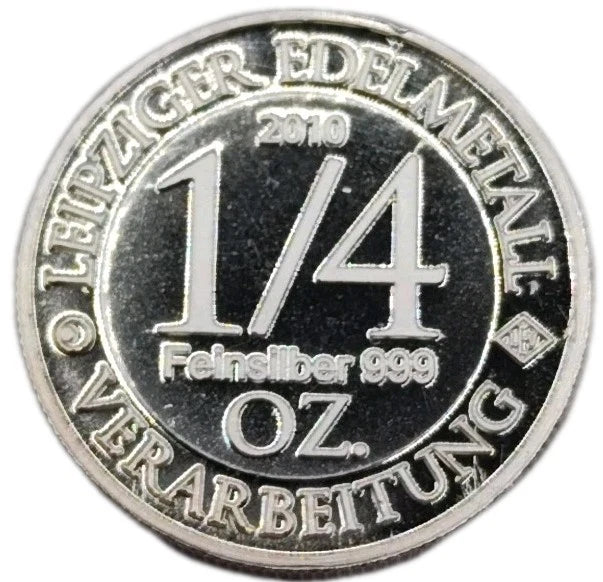 LEIPZIGER EDELMETALL
2010
1/4
Feinsilber 999
OZ.
VERARBEITUNG